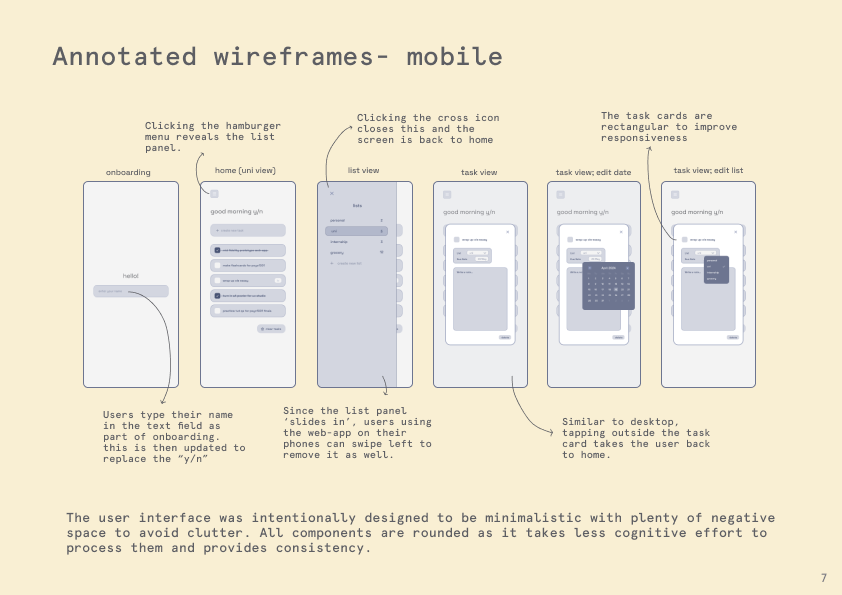 Annotated wireframes- mobile
Clicking the hamburger
menu reveals the list
panel.
Clicking the cross icon
closes this and the
screen is back to home
The task cards are
rectangular to improve
responsiveness
onboarding
home (uni view)
list view
task view
task view; edit date
task view; edit list
hello!
good morning y/n
lists
personal
internship
grocery
good morning y/n
good morning y/n
April 2024
good morning y/n
Users type their name
in the text field as
part of onboarding.
this is then updated to
replace the “y/n”
Since the list panel
‘slides in’, users using
the web-app on their
phones can swipe left to
remove it as well.
Similar to desktop,
tapping outside the task
card takes the user back
to home.
The user interface was intentionally designed to be minimalistic with plenty of negative
space to avoid clutter. All components are rounded as it takes less cognitive effort to
process them and provides consistency.
7